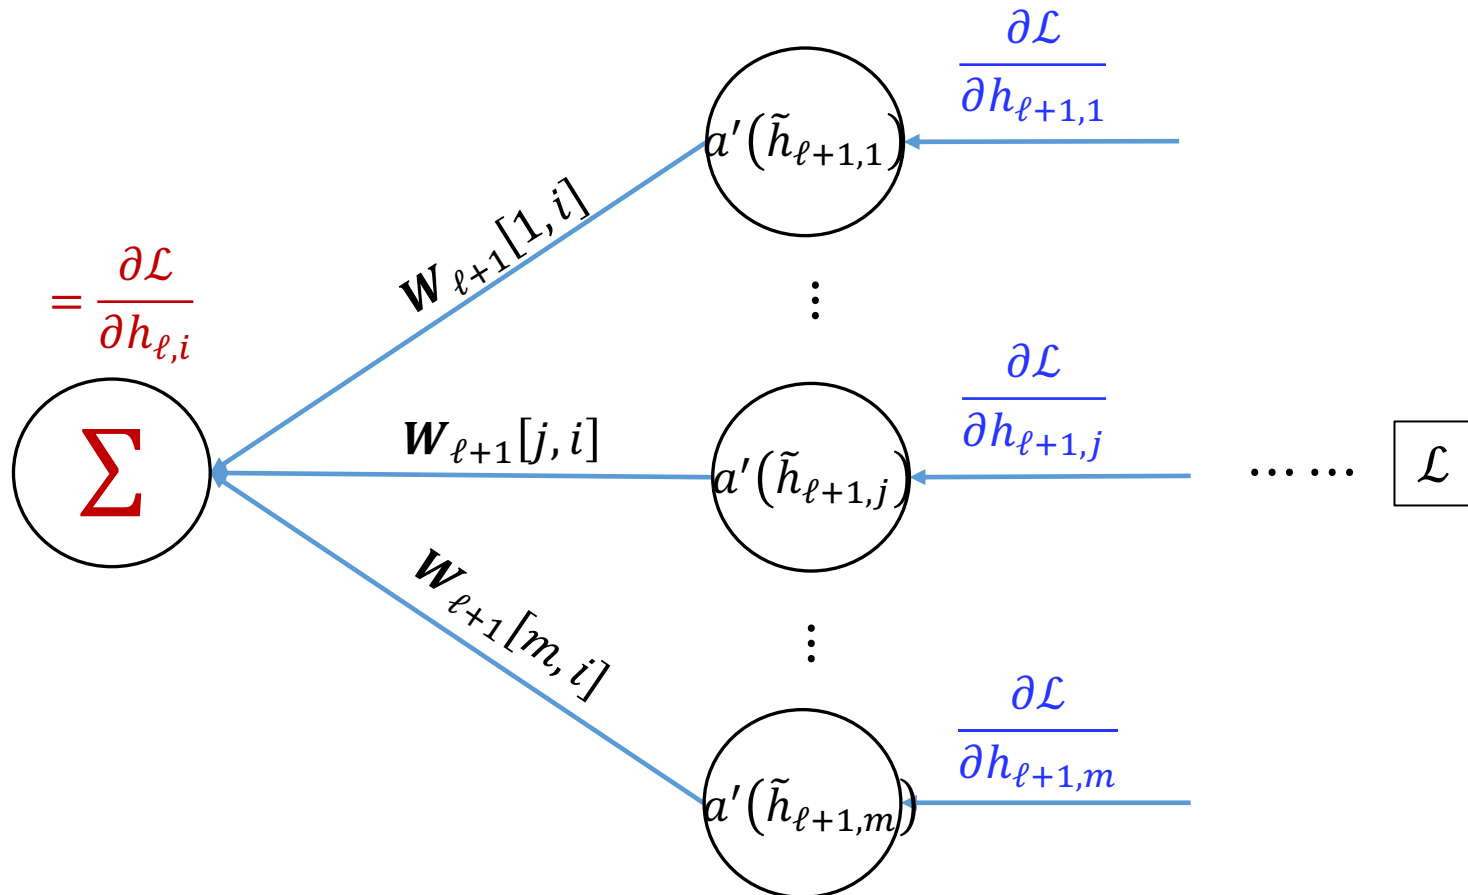 ∂ℒ
∂h_{ℓ+1,1}
a′(h̃_{ℓ+1,1})
W_{ℓ+1}[1, i]
= ∂ℒ
∂h_{ℓ,i}
⋮
∂ℒ
∂h_{ℓ+1,j}
∑
W_{ℓ+1}[j, i]
a′(h̃_{ℓ+1,j})
⋯⋯
ℒ
W_{ℓ+1}[m, i]
⋮
∂ℒ
∂h_{ℓ+1,m}
a′(h̃_{ℓ+1,m})